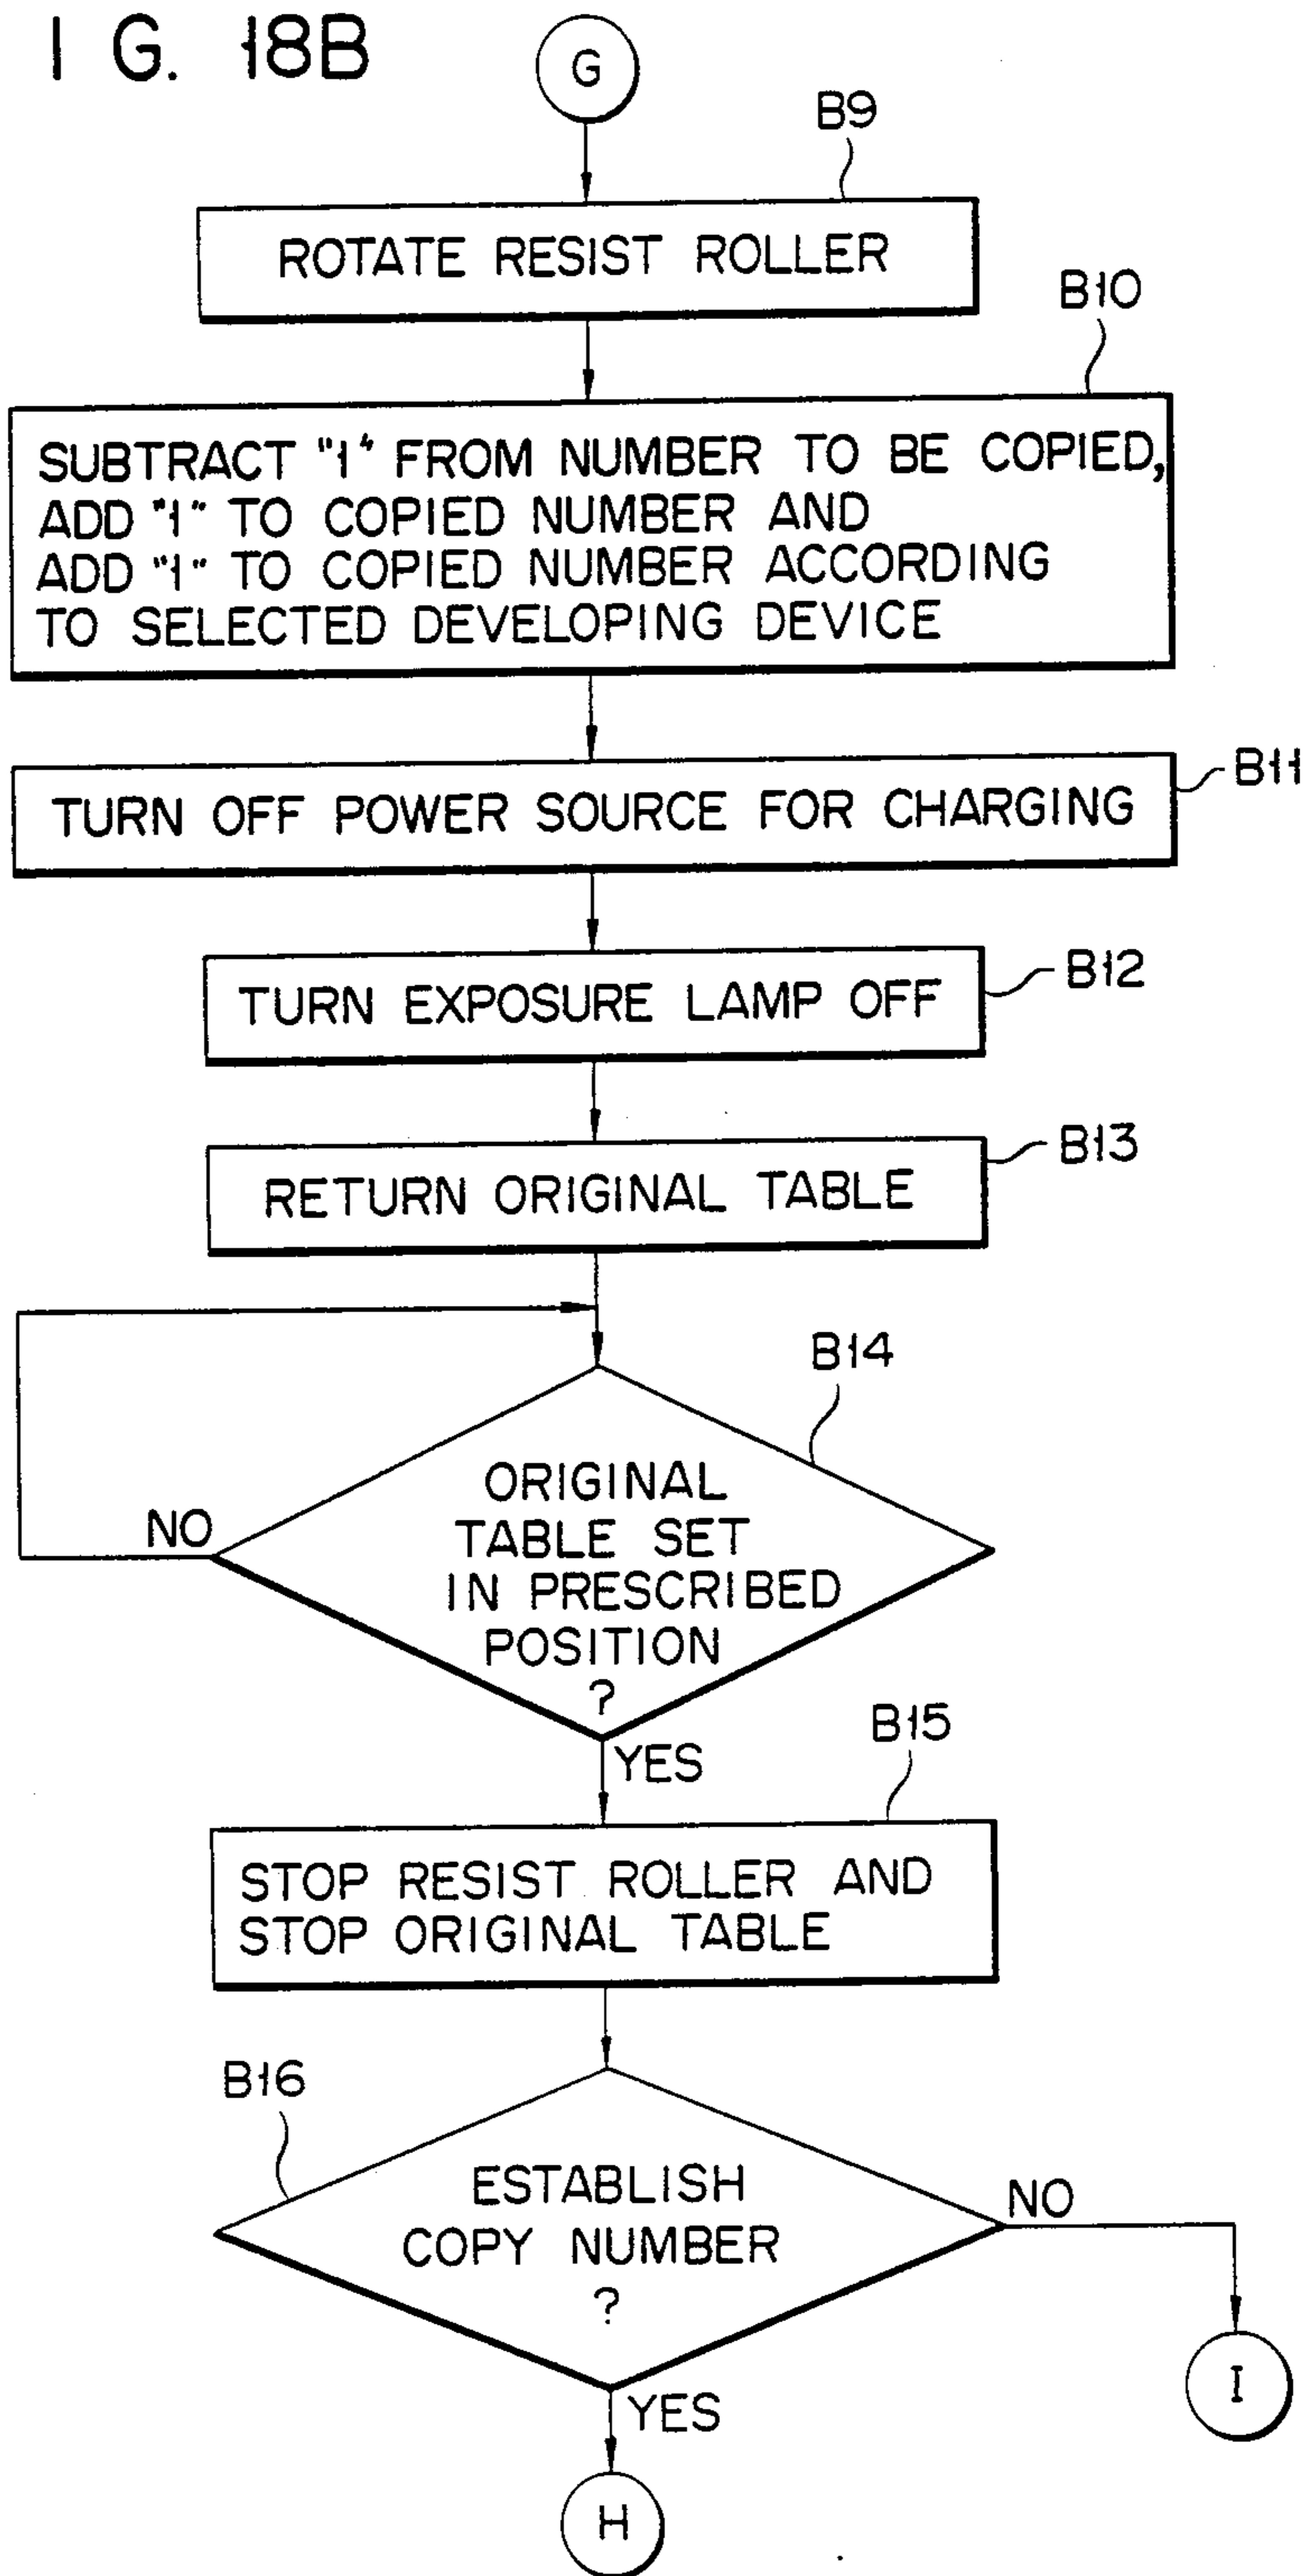 I G. 18B
G
B9
ROTATE RESIST ROLLER
B10
SUBTRACT "1" FROM NUMBER TO BE COPIED,
ADD "1" TO COPIED NUMBER AND
ADD "1" TO COPIED NUMBER ACCORDING
TO SELECTED DEVELOPING DEVICE
B11
TURN OFF POWER SOURCE FOR CHARGING
B12
TURN EXPOSURE LAMP OFF
B13
RETURN ORIGINAL TABLE
B14
ORIGINAL
TABLE SET
IN PRESCRIBED
POSITION
?
NO
YES
B15
STOP RESIST ROLLER AND
STOP ORIGINAL TABLE
B16
ESTABLISH
COPY NUMBER
?
NO
I
YES
H